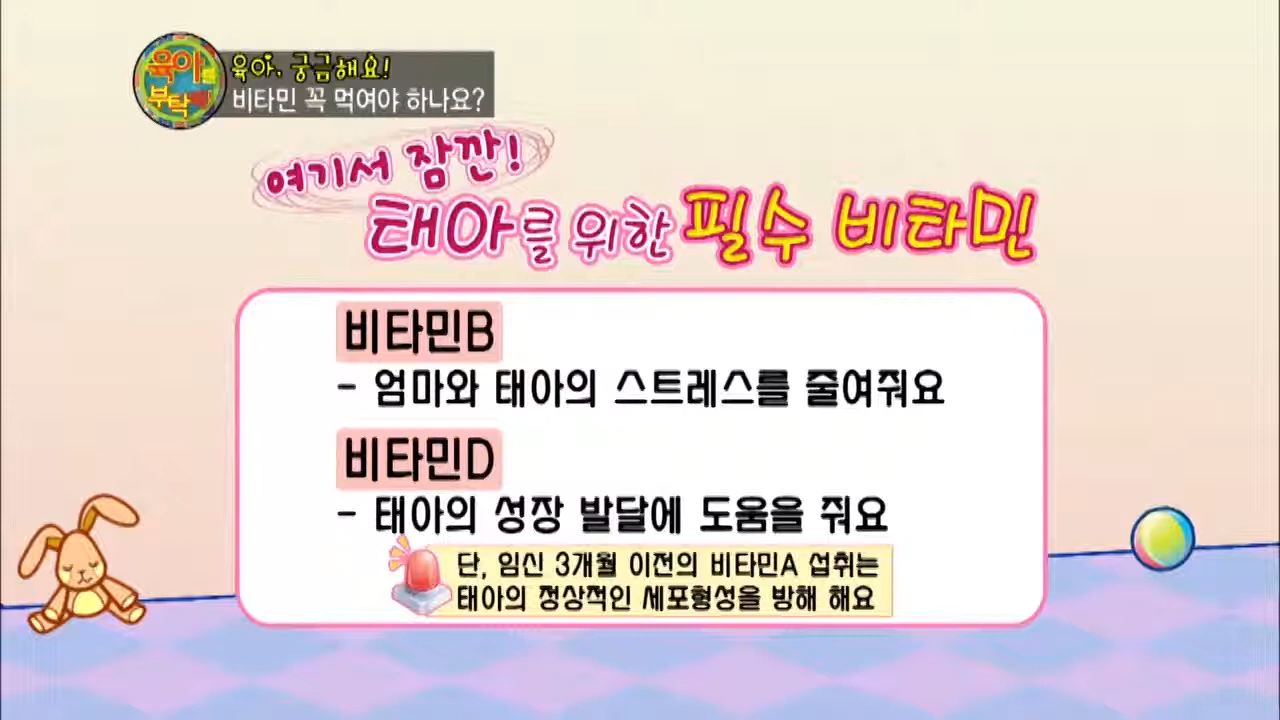 육아를
부탁해
육아, 궁금해요!
비타민 꼭 먹여야 하나요?
여기서 잠깐!
태아를 위한 필수 비타민
비타민B
- 엄마와 태아의 스트레스를 줄여줘요
비타민D
- 태아의 성장 발달에 도움을 줘요
단, 임신 3개월 이전의 비타민A 섭취는
태아의 정상적인 세포형성을 방해 해요